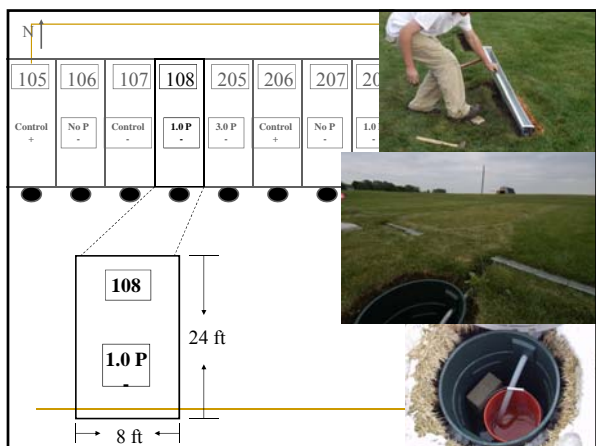 N
105 106 107 108 205 206 207
Control No P Control 1.0 P 3.0 P Control No P 1.0
+ - - - - + - -
108
1.0 P
-
24 ft
8 ft